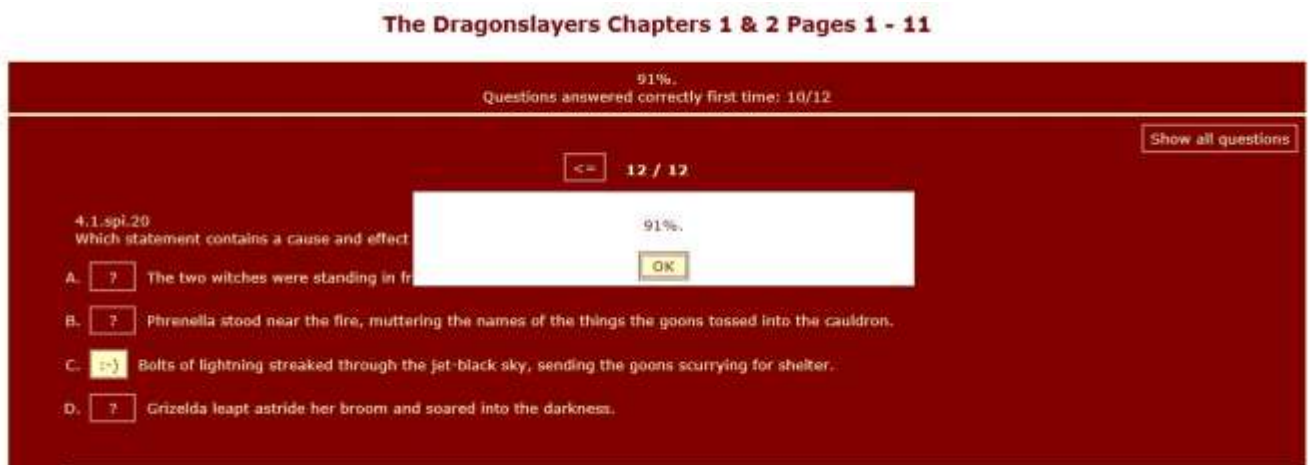 The Dragonslayers Chapters 1 & 2 Pages 1 - 11
91%.
Questions answered correctly first time: 10/12
Show all questions
<= 12 / 12
4.1.spi.20
Which statement contains a cause and effect
91%.
OK
A. ? The two witches were standing in fr
B. ? Phrenella stood near the fire, muttering the names of the things the goons tossed into the cauldron.
C. :-) Bolts of lightning streaked through the jet-black sky, sending the goons scurrying for shelter.
D. ? Grizelda leapt astride her broom and soared into the darkness.